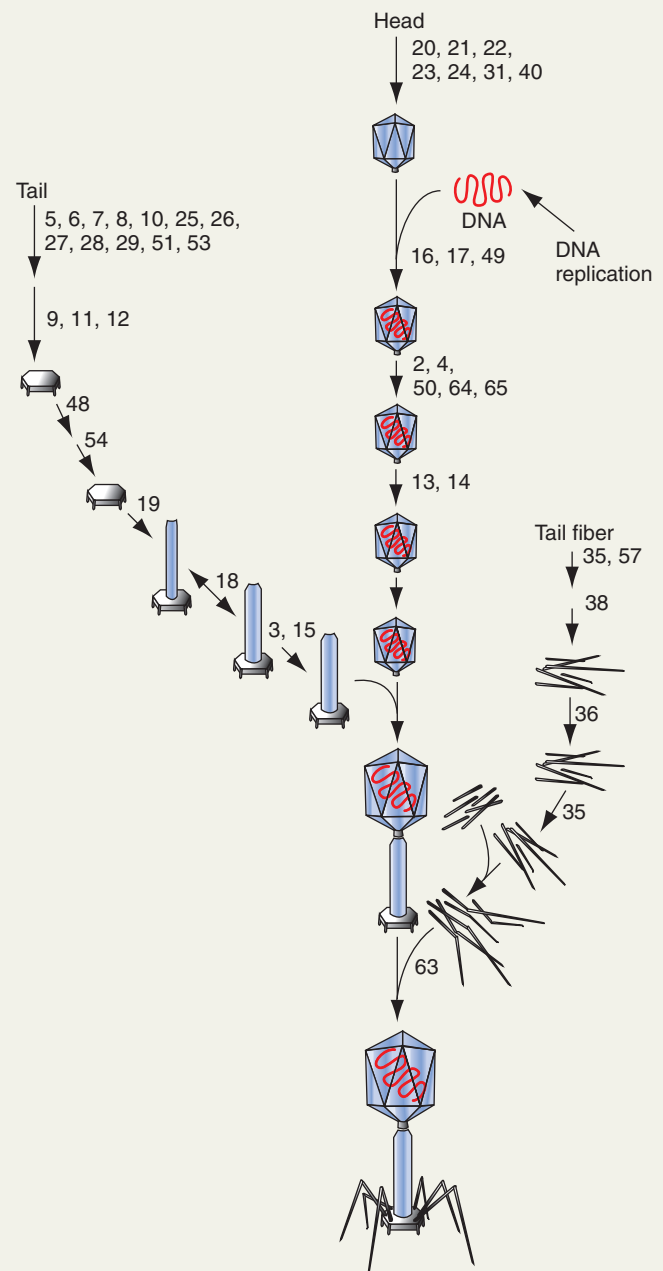 Head
20, 21, 22,
23, 24, 31, 40
DNA
DNA
replication
16, 17, 49
2, 4,
50, 64, 65
13, 14
Tail
5, 6, 7, 8, 10, 25, 26,
27, 28, 29, 51, 53
9, 11, 12
48
54
19
18
3, 15
Tail fiber
35, 57
38
36
35
63